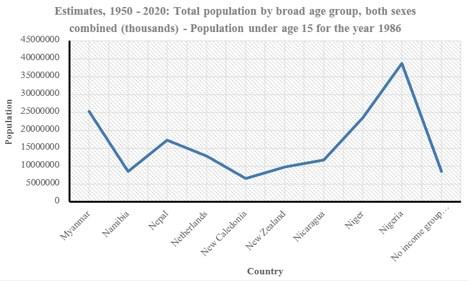 Estimates, 1950 - 2020: Total population by broad age group, both sexes
combined (thousands) - Population under age 15 for the year 1986
45000000
40000000
35000000
30000000
25000000
20000000
15000000
10000000
5000000
0
Population
Myanmar
Namibia
Nepal
Netherlands
New Caledonia
New Zealand
Nicaragua
Niger
Nigeria
No income group...
Country